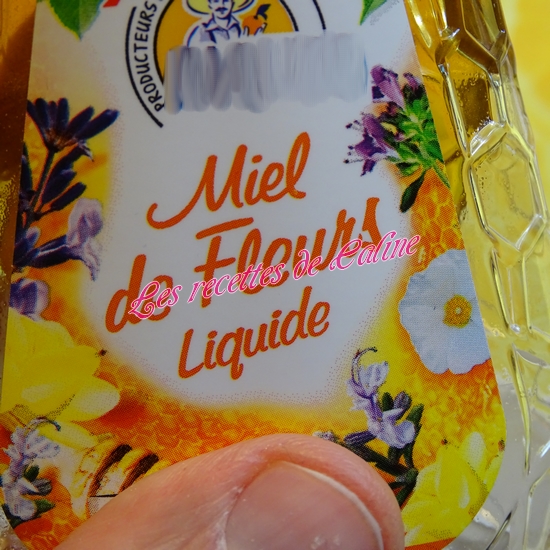 PRODUCTEURS
Miel
de Fleurs
Les recettes de Caline
Liquide